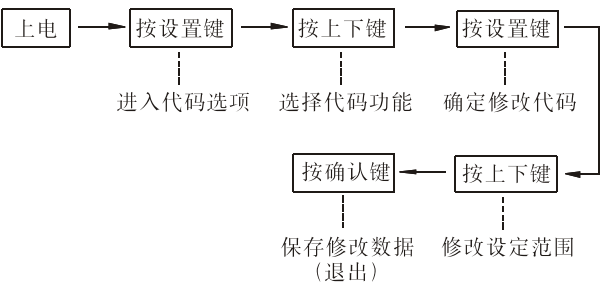 上电
按设置键
按上下键
按设置键
进入代码选项
选择代码功能
确定修改代码
按确认键
按上下键
保存修改数据
（退出）
修改设定范围